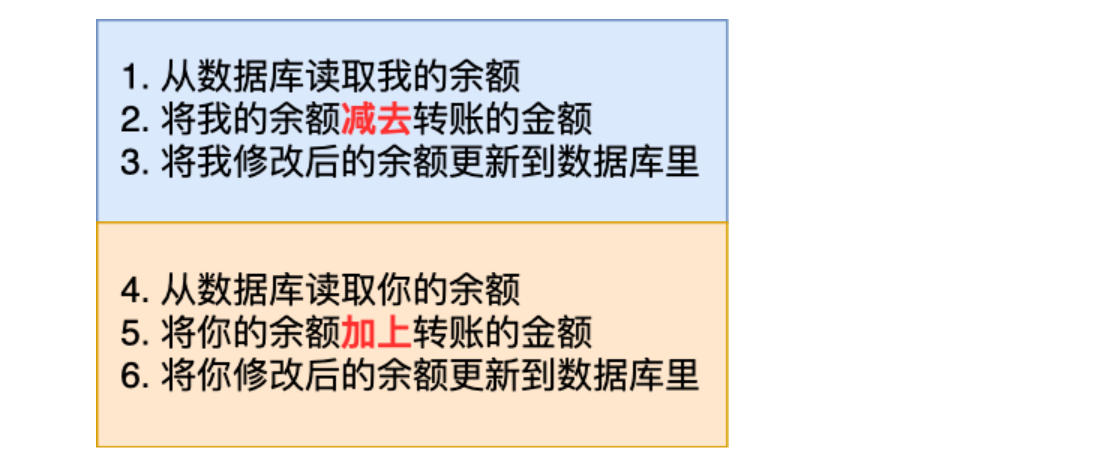 1. 从数据库读取我的余额
2. 将我的余额减去转账的金额
3. 将我修改后的余额更新到数据库里
4. 从数据库读取你的余额
5. 将你的余额加上转账的金额
6. 将你修改后的余额更新到数据库里